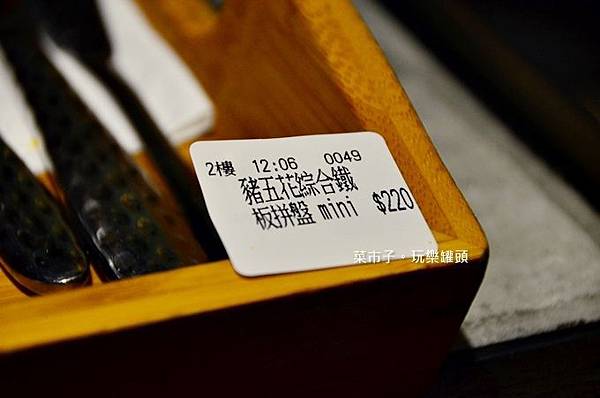 2樓 12:06 0049
豬五花綜合鐵
板拼盤 mini $220
菜市子。玩樂罐頭